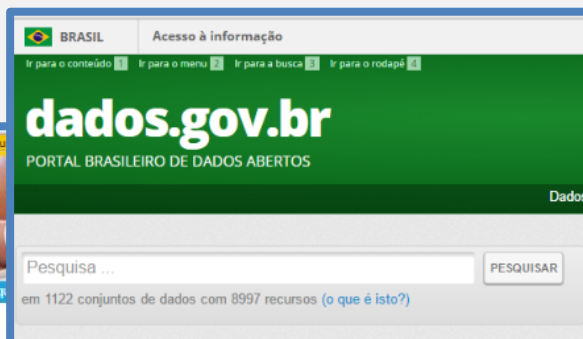 BRASIL Acesso à informação
Ir para o conteúdo 1 Ir para o menu 2 Ir para a busca 3 Ir para o rodapé 4
dados.gov.br
PORTAL BRASILEIRO DE DADOS ABERTOS
Dados
Pesquisa ...
PESQUISAR
em 1122 conjuntos de dados com 8997 recursos (o que é isto?)